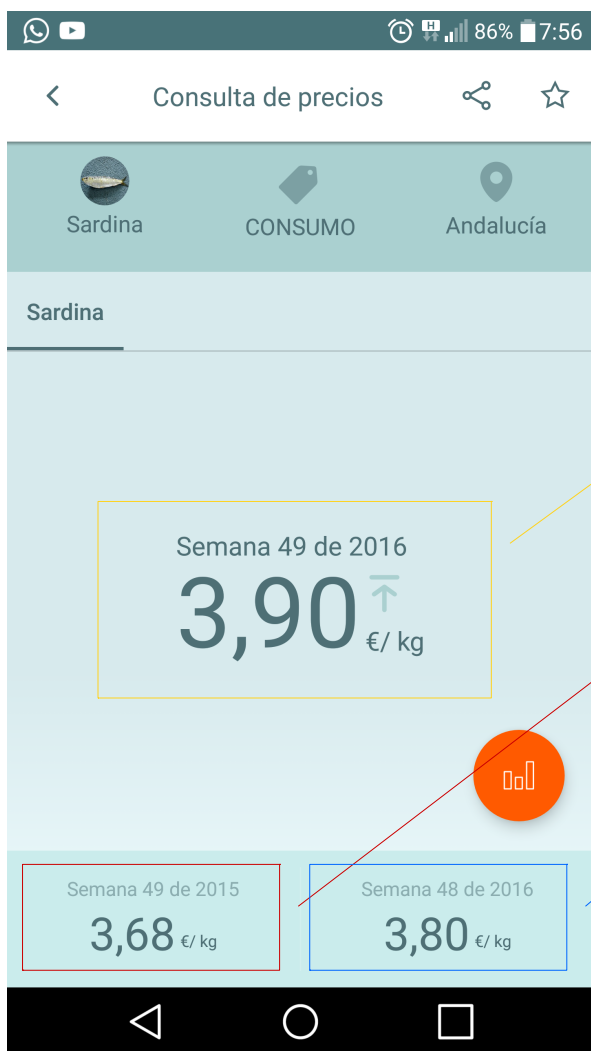 H 86% 7:56
Consulta de precios
Sardina CONSUMO Andalucía
Sardina
Semana 49 de 2016
3,90 €/ kg
Semana 49 de 2015
3,68 €/ kg
Semana 48 de 2016
3,80 €/ kg